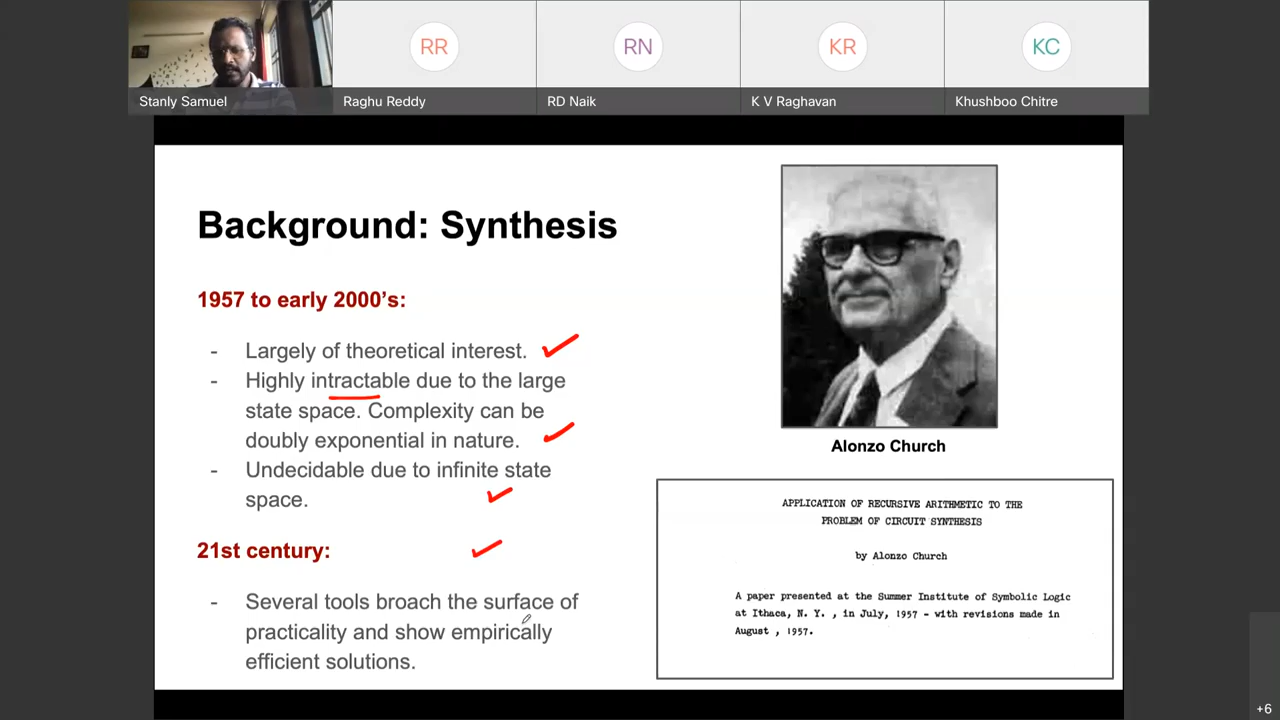 RR
RN
KR
KC
Stanly Samuel
Raghu Reddy
RD Naik
K V Raghavan
Khushboo Chitre
Background: Synthesis
1957 to early 2000's:
- Largely of theoretical interest.
- Highly intractable due to the large
state space. Complexity can be
doubly exponential in nature.
- Undecidable due to infinite state
space.
21st century:
- Several tools broach the surface of
practicality and show empirically
efficient solutions.
Alonzo Church
APPLICATION OF RECURSIVE ARITHMETIC TO THE
PROBLEM OF CIRCUIT SYNTHESIS
by Alonzo Church
A paper presented at the Summer Institute of Symbolic Logic
at Ithaca, N. Y. , in July, 1957 - with revisions made in
August , 1957.
+6